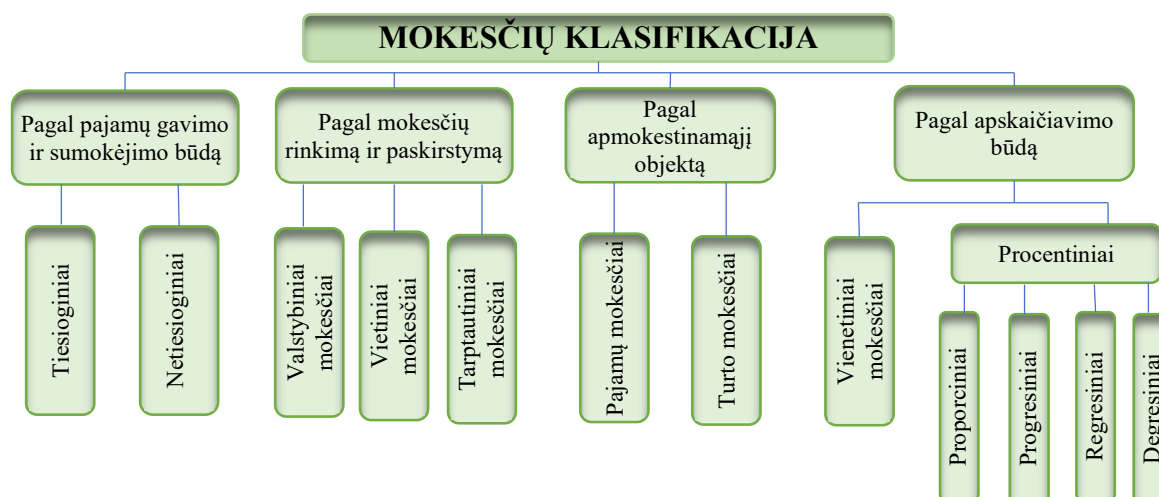 MOKESČIŲ KLASIFIKACIJA
Pagal pajamų gavimo
ir sumokėjimo būdą
Pagal mokesčių
rinkimą ir paskirstymą
Pagal
apmokestinamąjį
objektą
Pagal apskaičiavimo
būdą
Tiesioginiai
Netiesioginiai
Valstybiniai
mokesčiai
Vietiniai
mokesčiai
Tarptautiniai
mokesčiai
Pajamų mokesčiai
Turto mokesčiai
Vienetiniai
mokesčiai
Procentiniai
Proporciniai
Progresiniai
Regresiniai
Degresiniai